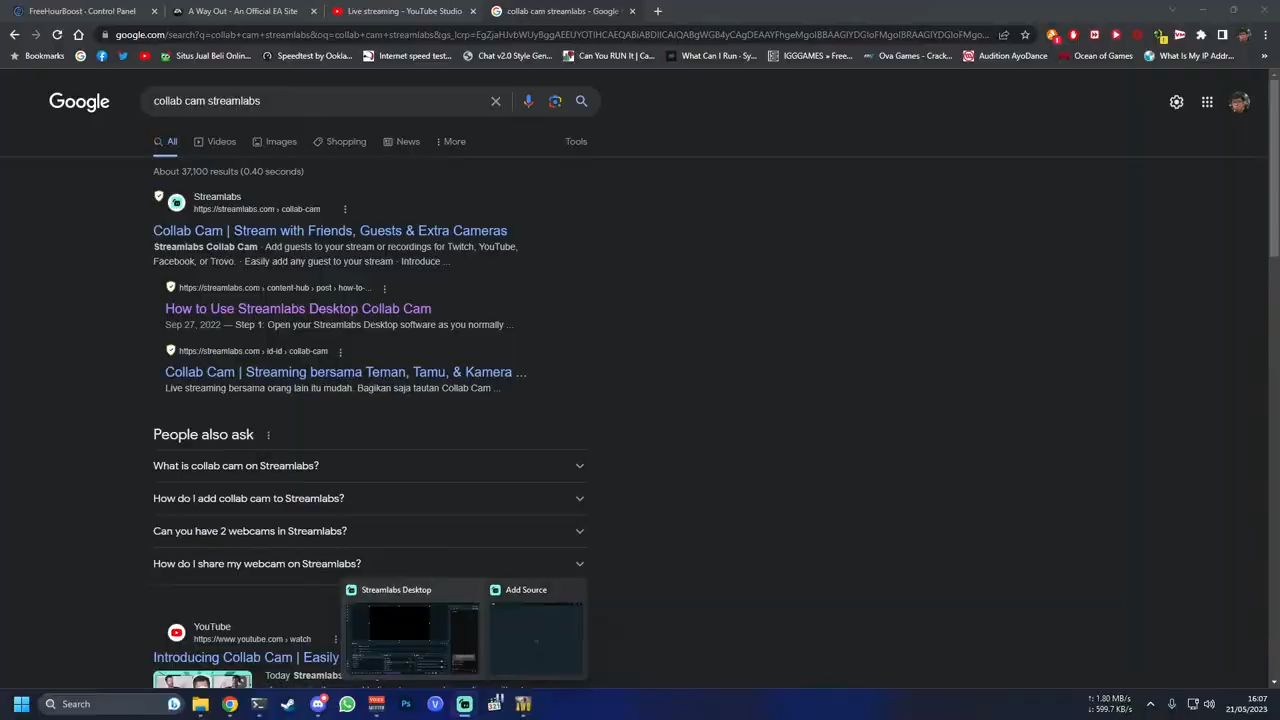 FreeHourBoost - Control Panel
A Way Out - An Official EA Site
Live streaming - YouTube Studio
collab cam streamlabs - Google
Bookmarks
Situs Jual Beli Onlin...
Speedtest by Ookla...
Internet speed test...
Chat v2.0 Style Gen...
Can You RUN It | Ca...
What Can I Run - Sy...
IGGGAMES » Free...
Ova Games - Crack...
Audition AyoDance
Ocean of Games
What Is My IP Addr...
Google
collab cam streamlabs
All
Videos
Images
Shopping
News
More
Tools
About 37,100 results (0.40 seconds)
Streamlabs
https://streamlabs.com › collab-cam
Collab Cam | Stream with Friends, Guests & Extra Cameras
Streamlabs Collab Cam · Add guests to your stream or recordings for Twitch, YouTube,
Facebook, or Trovo. · Easily add any guest to your stream · Introduce ...
https://streamlabs.com › content-hub › post › how-to-...
How to Use Streamlabs Desktop Collab Cam
Sep 27, 2022 — Step 1: Open your Streamlabs Desktop software as you normally ...
https://streamlabs.com › id-id › collab-cam
Collab Cam | Streaming bersama Teman, Tamu, & Kamera ...
Live streaming bersama orang lain itu mudah. Bagikan saja tautan Collab Cam ...
People also ask
What is collab cam on Streamlabs?
How do I add collab cam to Streamlabs?
Can you have 2 webcams in Streamlabs?
How do I share my webcam on Streamlabs?
Streamlabs Desktop
Add Source
YouTube
https://www.youtube.com › watch
Introducing Collab Cam | Easily
Today Streamlabs
Search
↑: 1.80 MB/s
↓: 599.7 KB/s
16:07
21/05/2023